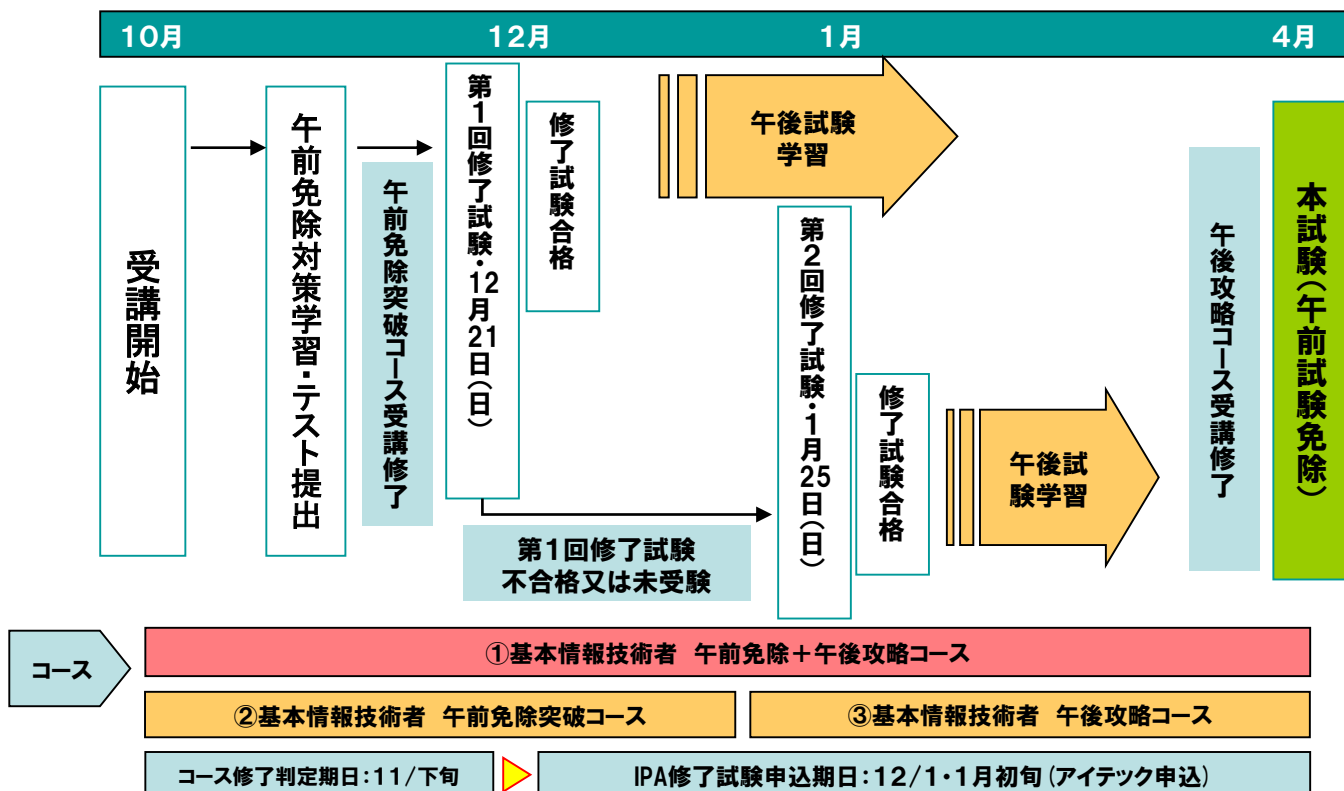 10月
12月
1月
4月
受講開始
午前免除対策学習・テスト提出
午前免除突破コース受講修了
第1回修了試験・12月21日(日)
修了試験合格
午後試験
学習
第1回修了試験
不合格又は未受験
第2回修了試験・1月25日(日)
修了試験合格
午後試
験学習
午後攻略コース受講修了
本試験(午前試験免除)
コース
①基本情報技術者 午前免除+午後攻略コース
②基本情報技術者 午前免除突破コース
③基本情報技術者 午後攻略コース
コース修了判定期日:11/下旬
IPA修了試験申込期日:12/1・1月初旬(アイテック申込)